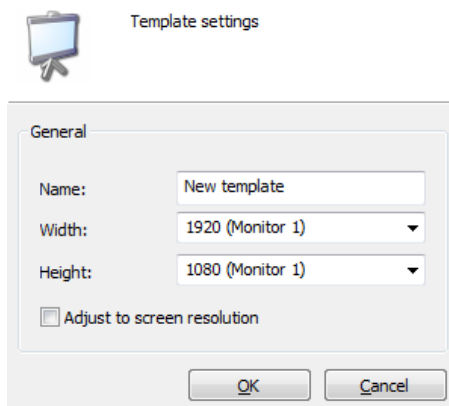 Template settings
General
Name: New template
Width: 1920 (Monitor 1)
Height: 1080 (Monitor 1)
Adjust to screen resolution
OK Cancel